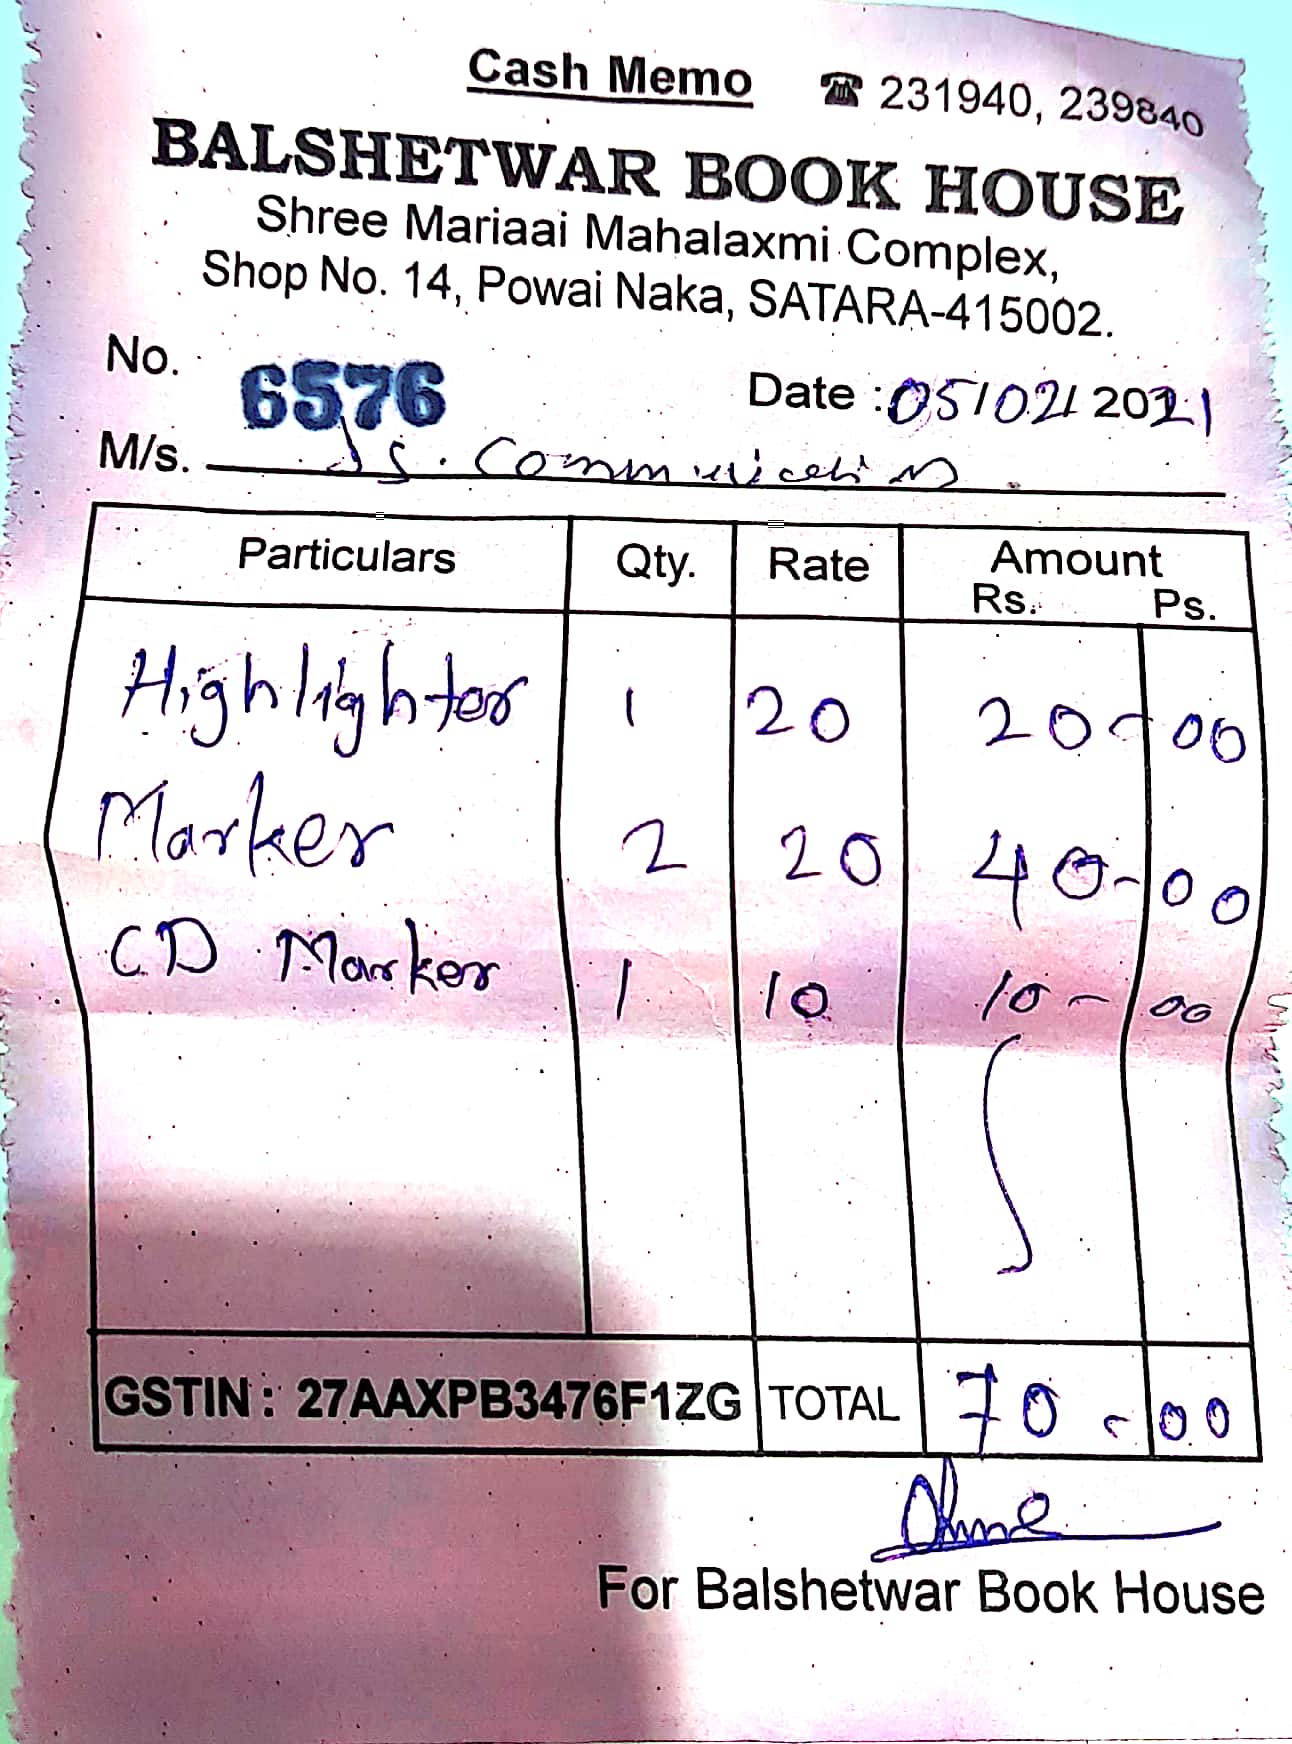 Cash Memo ☎ 231940, 239840
BALSHETWAR BOOK HOUSE
Shree Mariaai Mahalaxmi Complex,
Shop No. 14, Powai Naka, SATARA-415002.
No. 6576 Date : 05/02/2021
M/s. Js. Communication.
Particulars Qty. Rate Amount
Rs. Ps.
Highlighter 1 20 20-00
Marker 2 20 40-00
CD Marker 1 10 10-00
GSTIN : 27AAXPB3476F1ZG TOTAL 70-00
For Balshetwar Book House